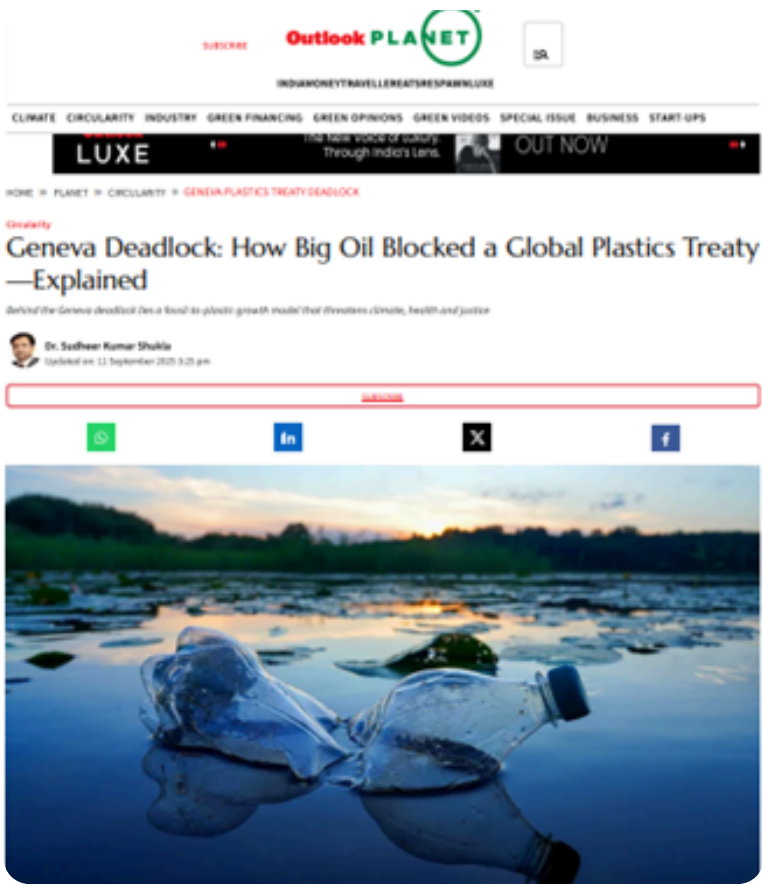 SUBSCRIBE
Outlook PLANET
INDIAMONEYTRAVELLEREATSRESPAWNLUXE
CLIMATE CIRCULARITY INDUSTRY GREEN FINANCING GREEN OPINIONS GREEN VIDEOS SPECIAL ISSUE BUSINESS START-UPS
LUXE
The New Voice of Luxury.
Through India's Lens.
OUT NOW
HOME » PLANET » CIRCULARITY » GENEVA PLASTICS TREATY DEADLOCK
Circularity
Geneva Deadlock: How Big Oil Blocked a Global Plastics Treaty
—Explained
Behind the Geneva deadlock lies a fossil-to-plastic growth model that threatens climate, health and justice
Dr. Sudheer Kumar Shukla
Updated on: 11 September 2025 3:25 pm
SUBSCRIBE